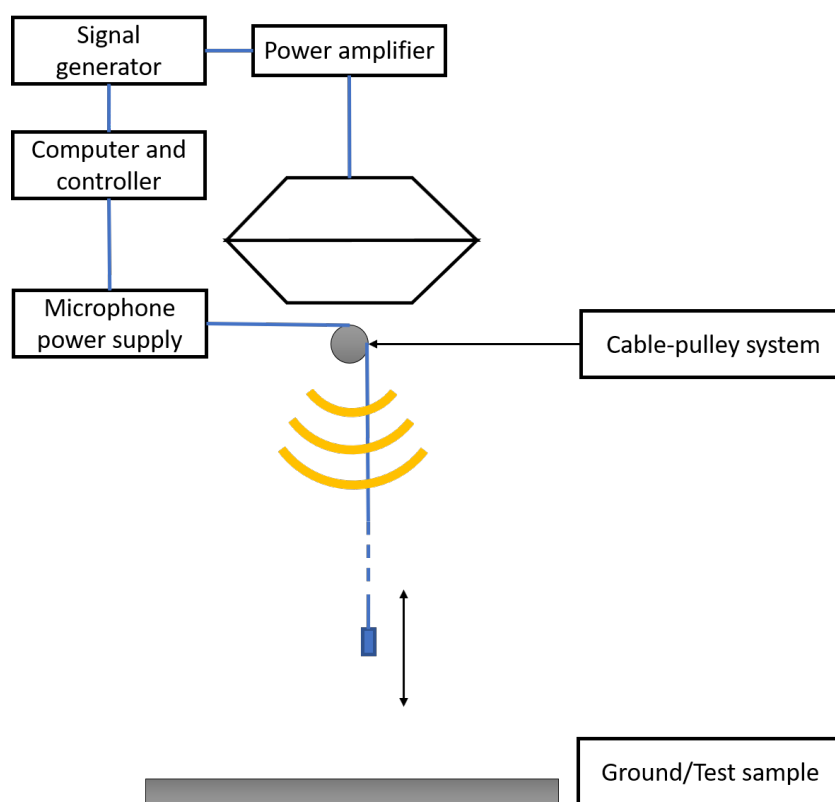 Signal
generator
Power amplifier
Computer and
controller
Microphone
power supply
Cable-pulley system
Ground/Test sample